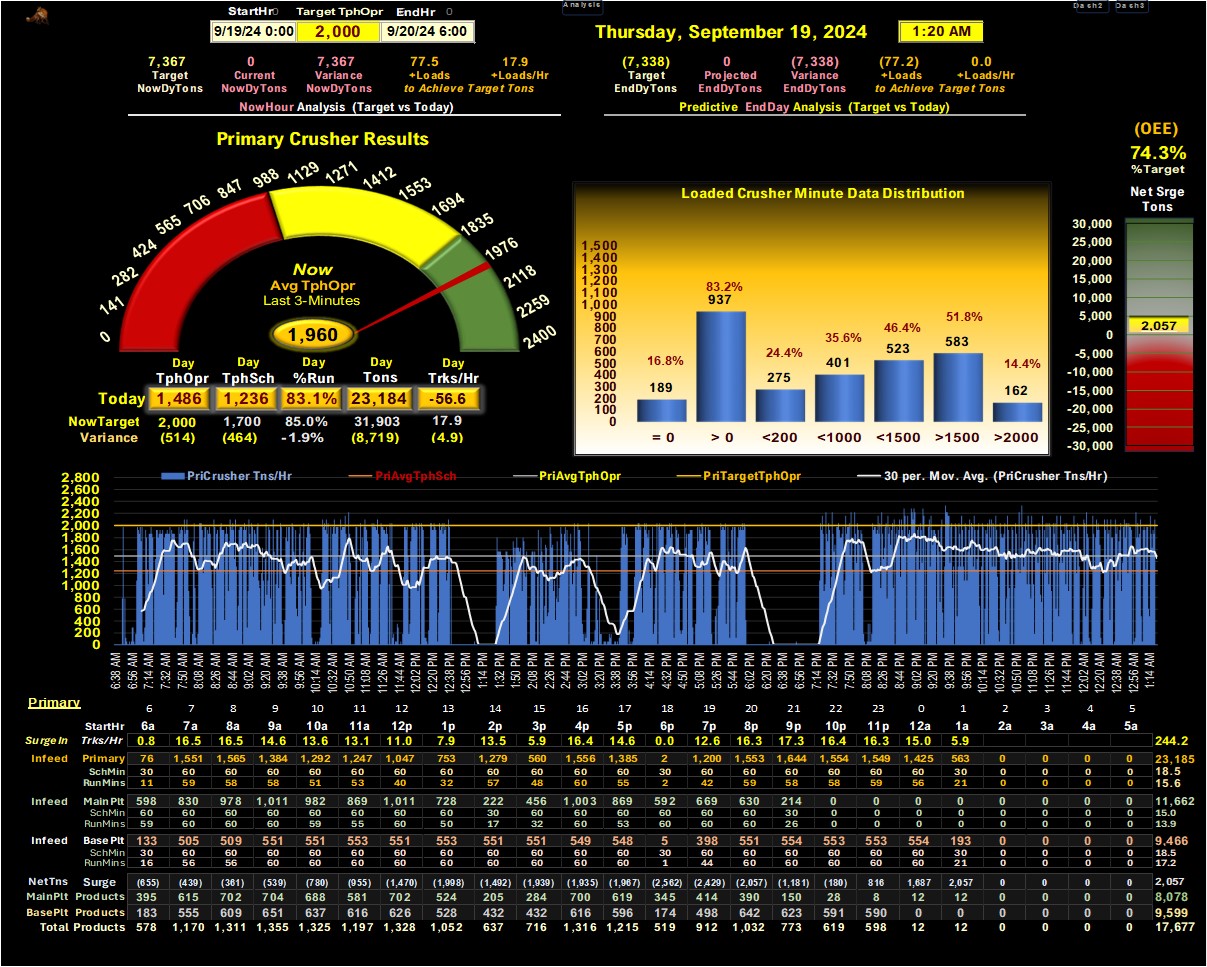 StartHr0 Target TphOpr EndHr 0
Analysis
Dash2 Dash3
9/19/24 0:00 2,000 9/20/24 6:00
Thursday, September 19, 2024 1:20 AM
7,367 0 7,367 77.5 17.9
Target Current Variance +Loads +Loads/Hr
NowDyTons NowDyTons NowDyTons to Achieve Target Tons
NowHour Analysis (Target vs Today)
(7,338) 0 (7,338) (77.2) 0.0
Target Projected Variance +Loads +Loads/Hr
EndDyTons EndDyTons EndDyTons to Achieve Target Tons
Predictive EndDay Analysis (Target vs Today)
Primary Crusher Results
0
141
282
424
565
706
847
988
1129
1271
1412
1553
1694
1835
1976
2118
2259
2400
Now
Avg TphOpr
Last 3-Minutes
1,960
Day Day Day Day Day
TphOpr TphSch %Run Tons Trks/Hr
Today 1,486 1,236 83.1% 23,184 -56.6
NowTarget 2,000 1,700 85.0% 31,903 17.9
Variance (514) (464) -1.9% (8,719) (4.9)
Loaded Crusher Minute Data Distribution
1,500
1,400
1,300
1,200
1,100
1,000
900
800
700
600
500
400
300
200
100
0
16.8% 83.2% 24.4% 35.6% 46.4% 51.8% 14.4%
189 937 275 401 523 583 162
= 0 > 0 <200 <1000 <1500 >1500 >2000
(OEE)
74.3%
%Target
Net Srge
Tons
30,000
25,000
20,000
15,000
10,000
5,000
2,057
0
-5,000
-10,000
-15,000
-20,000
-25,000
-30,000
PriCrusher Tns/Hr PriAvgTphSch PriAvgTphOpr PriTargetTphOpr 30 per. Mov. Avg. (PriCrusher Tns/Hr)
2,800
2,600
2,400
2,200
2,000
1,800
1,600
1,400
1,200
1,000
800
600
400
200
0
6:38 AM 6:56 AM 7:14 AM 7:32 AM 7:50 AM 8:08 AM 8:26 AM 8:44 AM 9:02 AM 9:20 AM 9:38 AM 9:56 AM 10:14 AM 10:32 AM 10:50 AM 11:08 AM 11:26 AM 11:44 AM 12:02 PM 12:20 PM 12:38 PM 12:56 PM 1:14 PM 1:32 PM 1:50 PM 2:08 PM 2:26 PM 2:44 PM 3:02 PM 3:20 PM 3:38 PM 3:56 PM 4:14 PM 4:32 PM 4:50 PM 5:08 PM 5:26 PM 5:44 PM 6:02 PM 6:20 PM 6:38 PM 6:56 PM 7:14 PM 7:32 PM 7:50 PM 8:08 PM 8:26 PM 8:44 PM 9:02 PM 9:20 PM 9:38 PM 9:56 PM 10:14 PM 10:32 PM 10:50 PM 11:08 PM 11:26 PM 11:44 PM 12:02 AM 12:20 AM 12:38 AM 12:56 AM 1:14 AM
Primary 6 7 8 9 10 11 12 13 14 15 16 17 18 19 20 21 22 23 0 1 2 3 4 5
StartHr 6a 7a 8a 9a 10a 11a 12p 1p 2p 3p 4p 5p 6p 7p 8p 9p 10p 11p 12a 1a 2a 3a 4a 5a
SurgeIn Trks/Hr 0.8 16.5 16.5 14.6 13.6 13.1 11.0 7.9 13.5 5.9 16.4 14.6 0.0 12.6 16.3 17.3 16.4 16.3 15.0 5.9 244.2
Infeed Primary 76 1,551 1,565 1,384 1,292 1,247 1,047 753 1,279 560 1,556 1,385 2 1,200 1,553 1,644 1,554 1,549 1,425 563 0 0 0 0 23,185
SchMin 30 60 60 60 60 60 60 60 60 60 60 60 30 60 60 60 60 60 60 30 0 0 0 0 18.5
RunMins 11 59 58 58 51 53 40 32 57 48 60 55 2 42 59 58 58 59 56 21 0 0 0 0 15.6
Infeed MainPlt 598 830 978 1,011 982 869 1,011 728 222 456 1,003 869 592 669 630 214 0 0 0 0 0 0 0 0 11,662
SchMin 60 60 60 60 60 60 60 60 30 60 60 60 60 60 60 30 0 0 0 0 0 0 0 0 15.0
RunMins 59 60 60 60 59 55 60 60 17 32 60 53 60 60 60 26 0 0 0 0 0 0 0 0 13.9
Infeed BasePlt 133 505 509 551 551 553 551 553 551 551 549 548 5 398 551 554 553 553 554 193 0 0 0 0 9,466
SchMin 30 60 60 60 60 60 60 60 60 60 60 60 30 60 60 60 60 60 60 30 0 0 0 0 18.5
RunMins 16 56 56 60 60 60 60 60 60 60 60 60 1 44 60 60 60 60 60 21 0 0 0 0 17.2
NetTns Surge (655) (439) (361) (539) (780) (955) (1,470) (1,998) (1,492) (1,939) (1,935) (1,967) (2,562) (2,429) (2,057) (1,181) (180) 816 1,687 2,057 0 0 0 0 2,057
MainPlt Products 395 615 702 704 688 581 702 524 205 284 700 619 345 414 390 150 28 8 12 12 0 0 0 0 8,078
BasePlt Products 183 555 609 651 637 616 626 528 432 432 616 596 174 498 642 623 591 590 0 0 0 0 0 0 9,599
Total Products 578 1,170 1,311 1,355 1,325 1,197 1,328 1,052 637 716 1,316 1,215 519 912 1,032 773 619 598 12 12 0 0 0 0 17,677